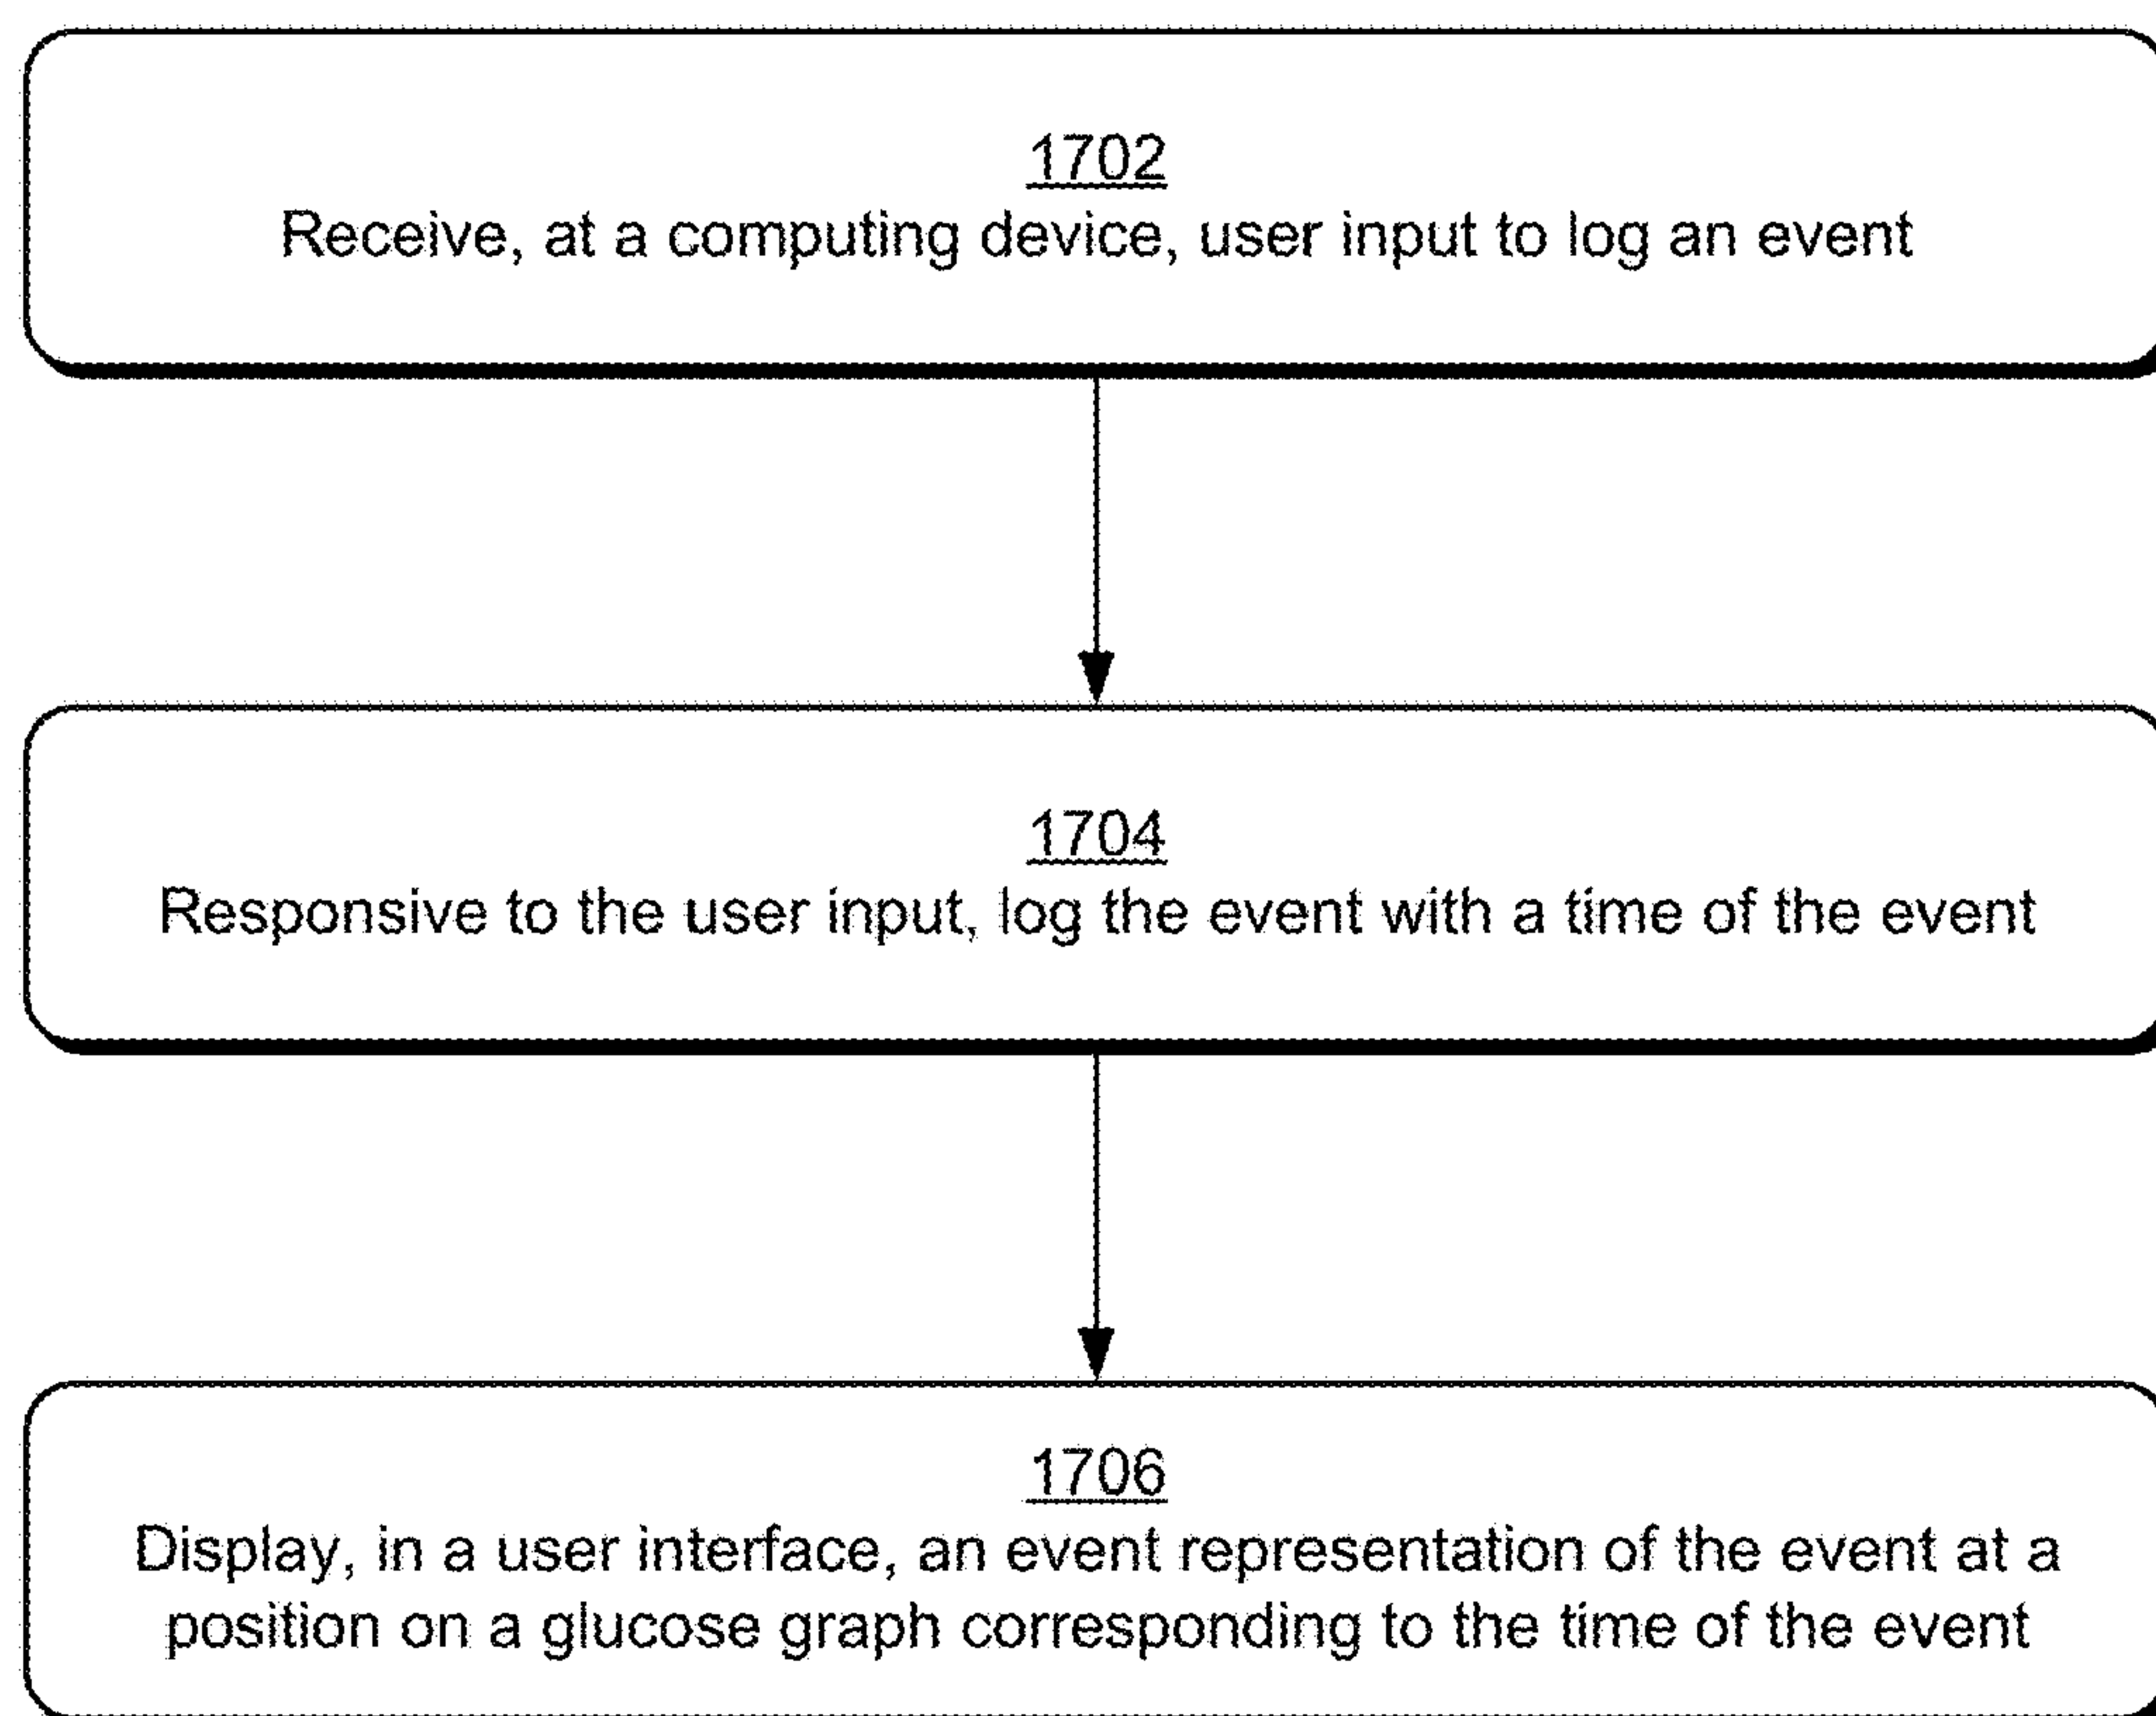 1702
Receive, at a computing device, user input to log an event
1704
Responsive to the user input, log the event with a time of the event
1706
Display, in a user interface, an event representation of the event at a
position on a glucose graph corresponding to the time of the event